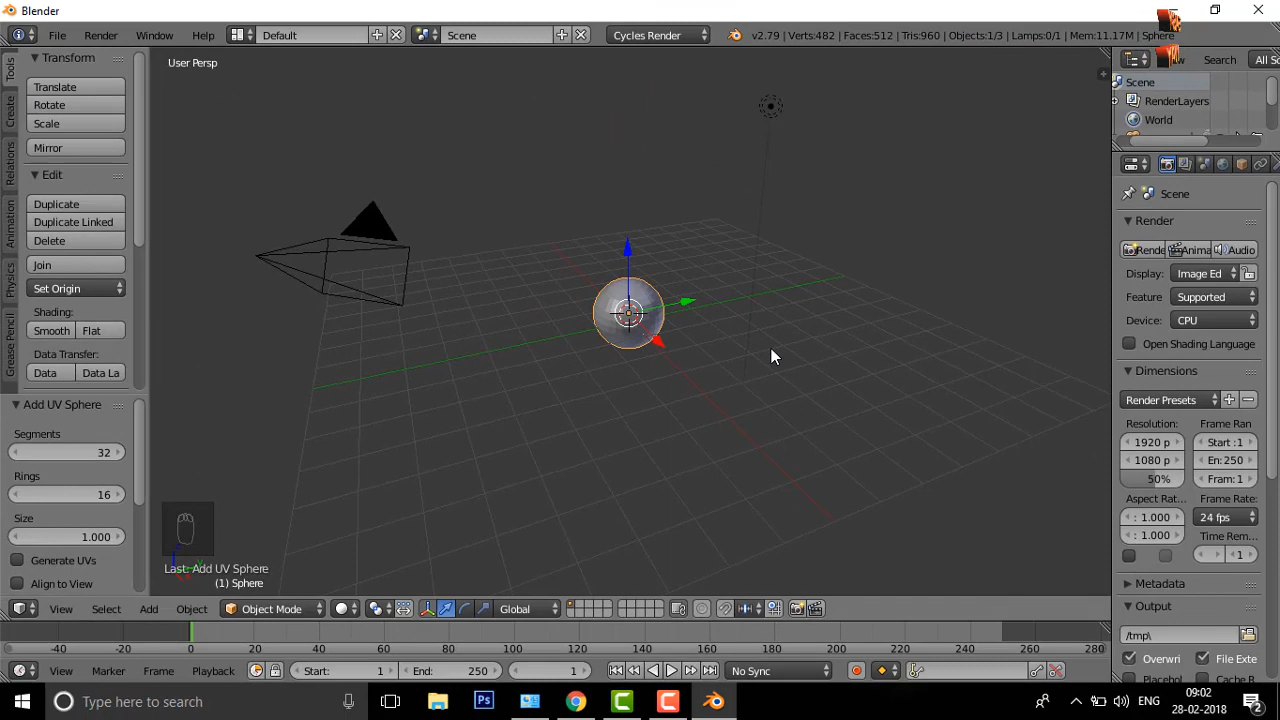 Blender
File Render Window Help Default Scene Cycles Render v2.79 | Verts:482 | Faces:512 | Tris:960 | Objects:1/3 | Lamps:0/1 | Mem:11.17M | Sphere
Tools
Create
Relations
Animation
Physics
Grease Pencil
Transform
Translate
Rotate
Scale
Mirror
Edit
Duplicate
Duplicate Linked
Delete
Join
Set Origin
Shading:
Smooth Flat
Data Transfer:
Data Data La
Add UV Sphere
Segments
32
Rings
16
Size
1.000
Generate UVs
Align to View
User Persp
Last: Add UV Sphere
(1) Sphere
Search All Sc
Scene
RenderLayers
World
Scene
Render
Rende Anima Audio
Display: Image Ed
Feature Supported
Device: CPU
Open Shading Language
Dimensions
Render Presets
Resolution: Frame Ran
1920 p Start :1
1080 p En: 250
50% Fram: 1
Aspect Rat... Frame Rate:
: 1.000 24 fps
: 1.000 Time Rem...
1
Metadata
Output
/tmp\
Overwri File Exte
View Select Add Object Object Mode Global
-40 -20 0 20 40 60 80 100 120 140 160 180 200 220 240 260 280
View Marker Frame Playback Start: 1 End: 250 1 No Sync
Type here to search
ENG
09:02
28-02-2018
2